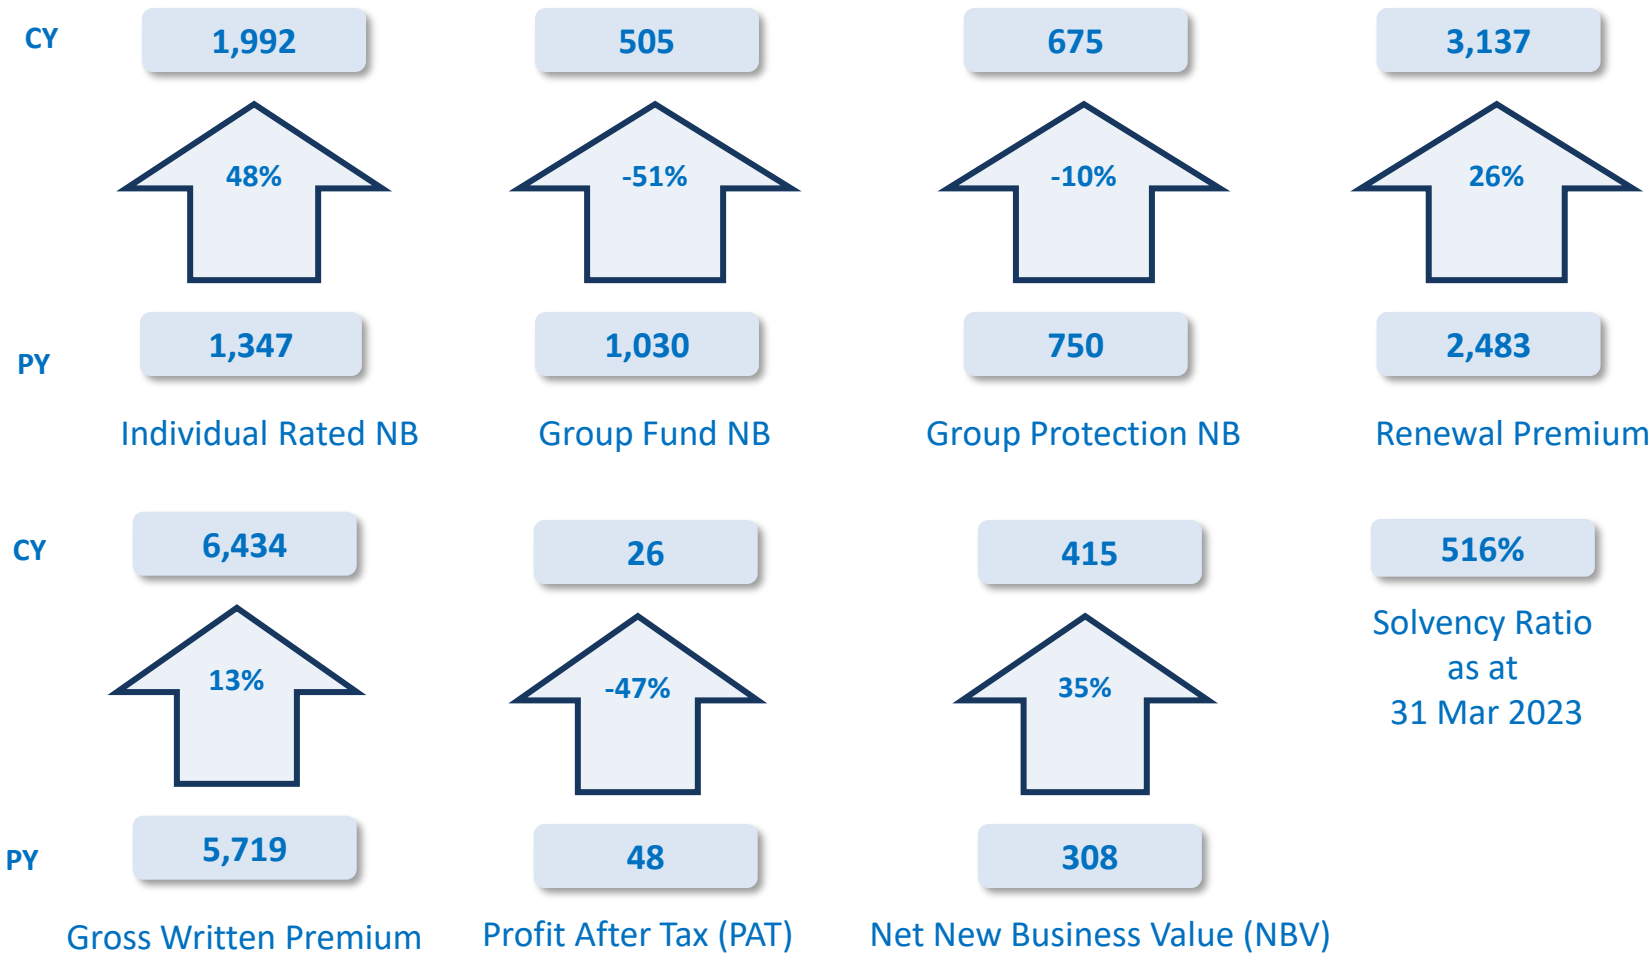 CY
1,992
505
675
3,137
48%
-51%
-10%
26%
PY
1,347
1,030
750
2,483
Individual Rated NB
Group Fund NB
Group Protection NB
Renewal Premium
CY
6,434
26
415
516%
Solvency Ratio
as at
31 Mar 2023
13%
-47%
35%
PY
5,719
48
308
Gross Written Premium
Profit After Tax (PAT)
Net New Business Value (NBV)